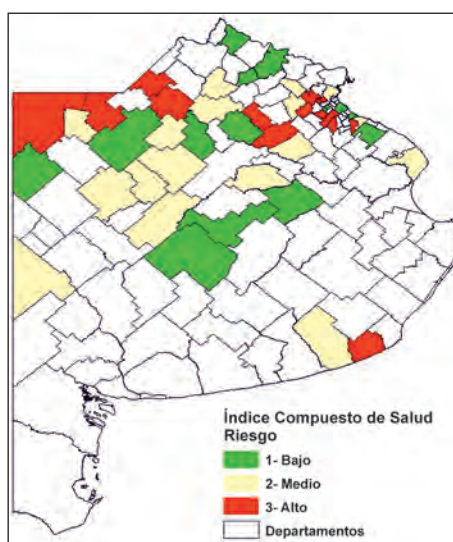 Índice Compuesto de Salud
Riesgo
1- Bajo
2- Medio
3- Alto
Departamentos